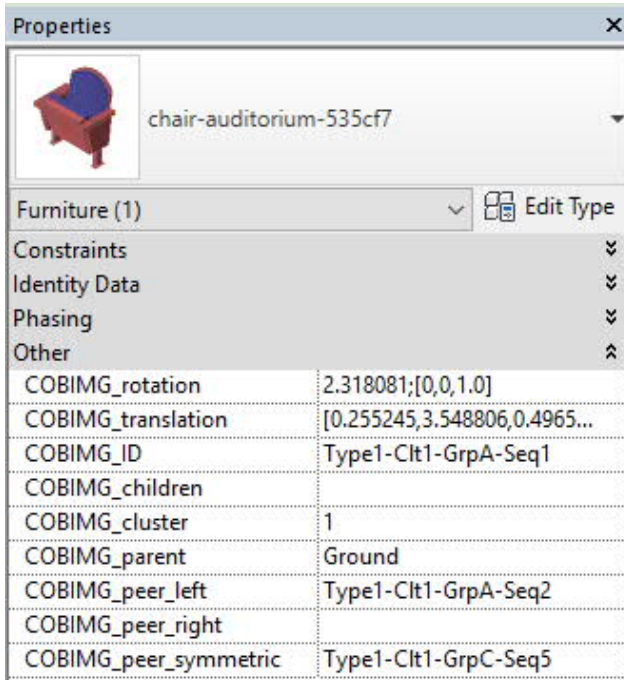 Properties
chair-auditorium-535cf7
Furniture (1) Edit Type
Constraints
Identity Data
Phasing
Other
COBIMG_rotation 2.318081;[0,0,1.0]
COBIMG_translation [0.255245,3.548806,0.4965...
COBIMG_ID Type1-Clt1-GrpA-Seq1
COBIMG_children
COBIMG_cluster 1
COBIMG_parent Ground
COBIMG_peer_left Type1-Clt1-GrpA-Seq2
COBIMG_peer_right
COBIMG_peer_symmetric Type1-Clt1-GrpC-Seq5